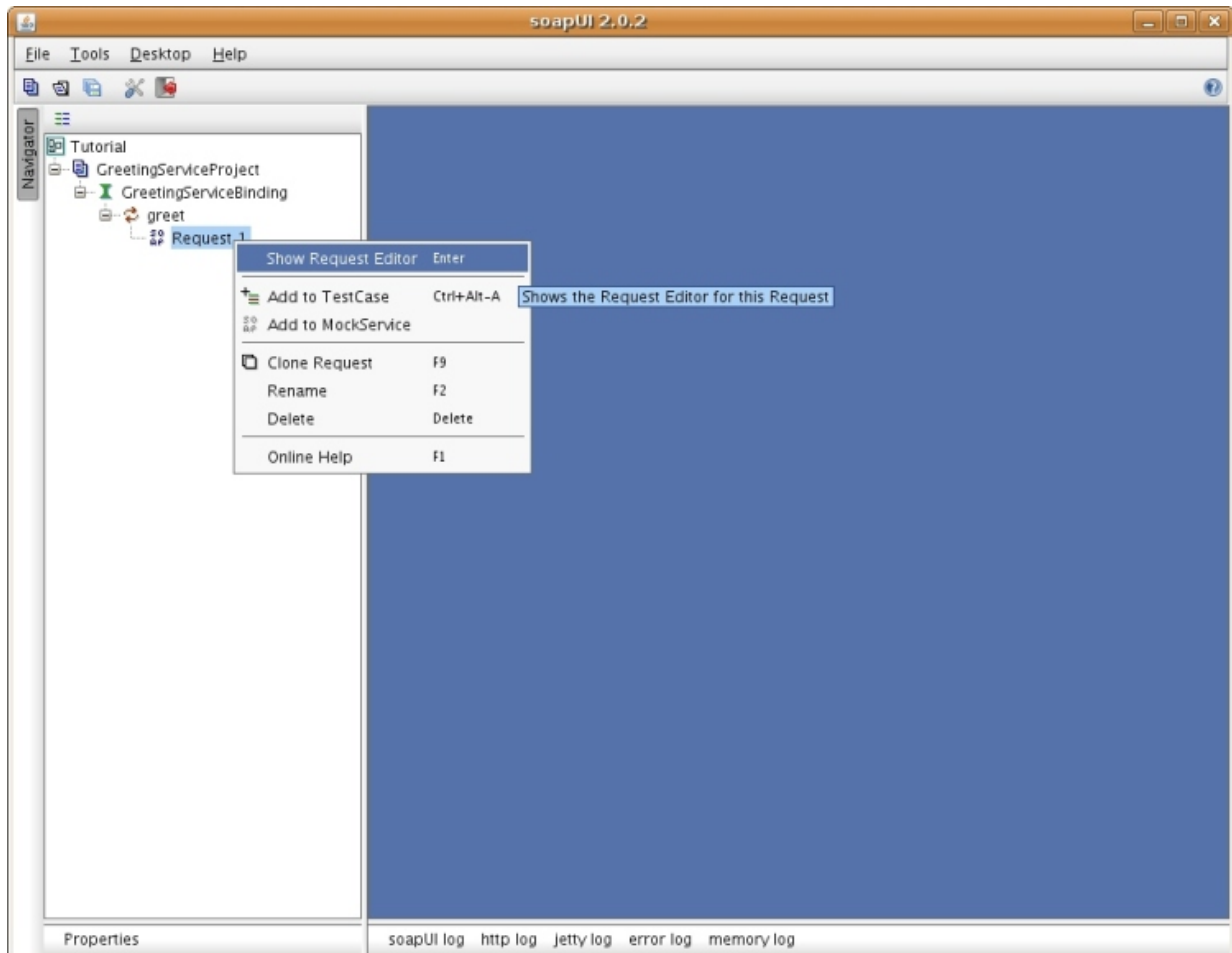 soapUI 2.0.2
File Tools Desktop Help
Navigator
Tutorial
GreetingServiceProject
GreetingServiceBinding
greet
Request 1
Show Request Editor Enter
Add to TestCase Ctrl+Alt-A
Shows the Request Editor for this Request
Add to MockService
Clone Request F9
Rename F2
Delete Delete
Online Help F1
Properties
soapUI log http log jetty log error log memory log